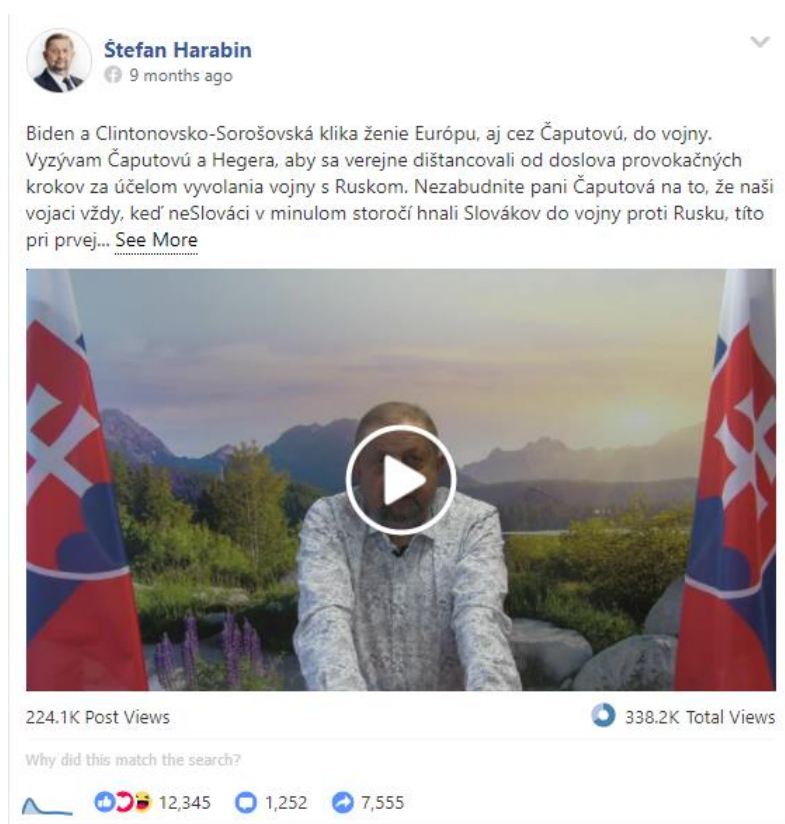 Štefan Harabin
9 months ago
Biden a Clintonovsko-Sorošovská klika ženie Európu, aj cez Čaputovú, do vojny.
Vyzývam Čaputovú a Hegera, aby sa verejne dištancovali od doslova provokačných
krokov za účelom vyvolania vojny s Ruskom. Nezabudnite pani Čaputová na to, že naši
vojaci vždy, keď neSlováci v minulom storočí hnali Slovákov do vojny proti Rusku, títo
pri prvej... See More
224.1K Post Views 338.2K Total Views
Why did this match the search?
12,345 1,252 7,555